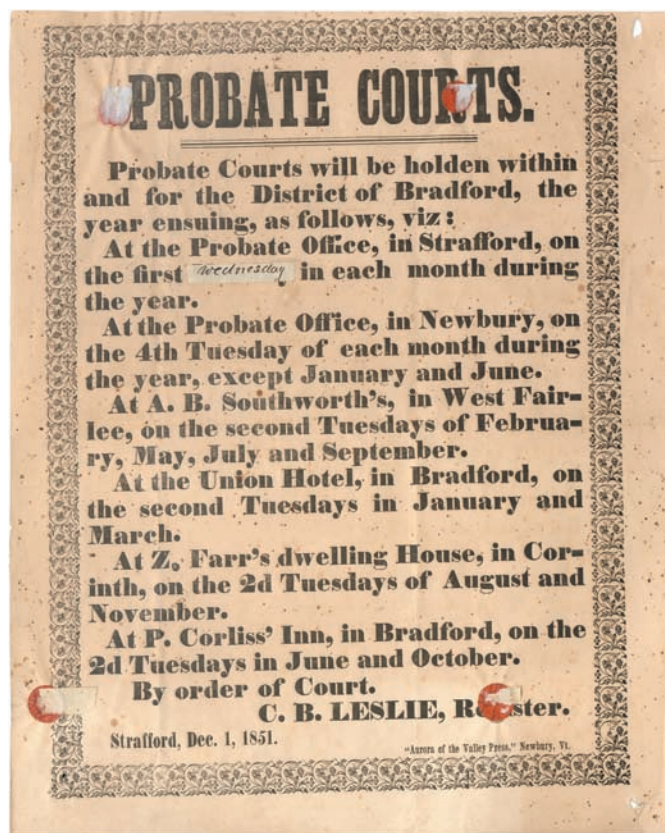 PROBATE COURTS.
Probate Courts will be holden within
and for the District of Bradford, the
year ensuing, as follows, viz:
At the Probate Office, in Strafford, on
the first Wednesday in each month during
the year.
At the Probate Office, in Newbury, on
the 4th Tuesday of each month during
the year, except January and June.
At A. B. Southworth's, in West Fair-
lee, on the second Tuesdays of Februa-
ry, May, July and September.
At the Union Hotel, in Bradford, on
the second Tuesdays in January and
March.
At Z. Farr's dwelling House, in Cor-
inth, on the 2d Tuesdays of August and
November.
At P. Corliss' Inn, in Bradford, on the
2d Tuesdays in June and October.
By order of Court.
C. B. LESLIE, Register.
Strafford, Dec. 1, 1851.
"Aurora of the Valley Press," Newbury, Vt.